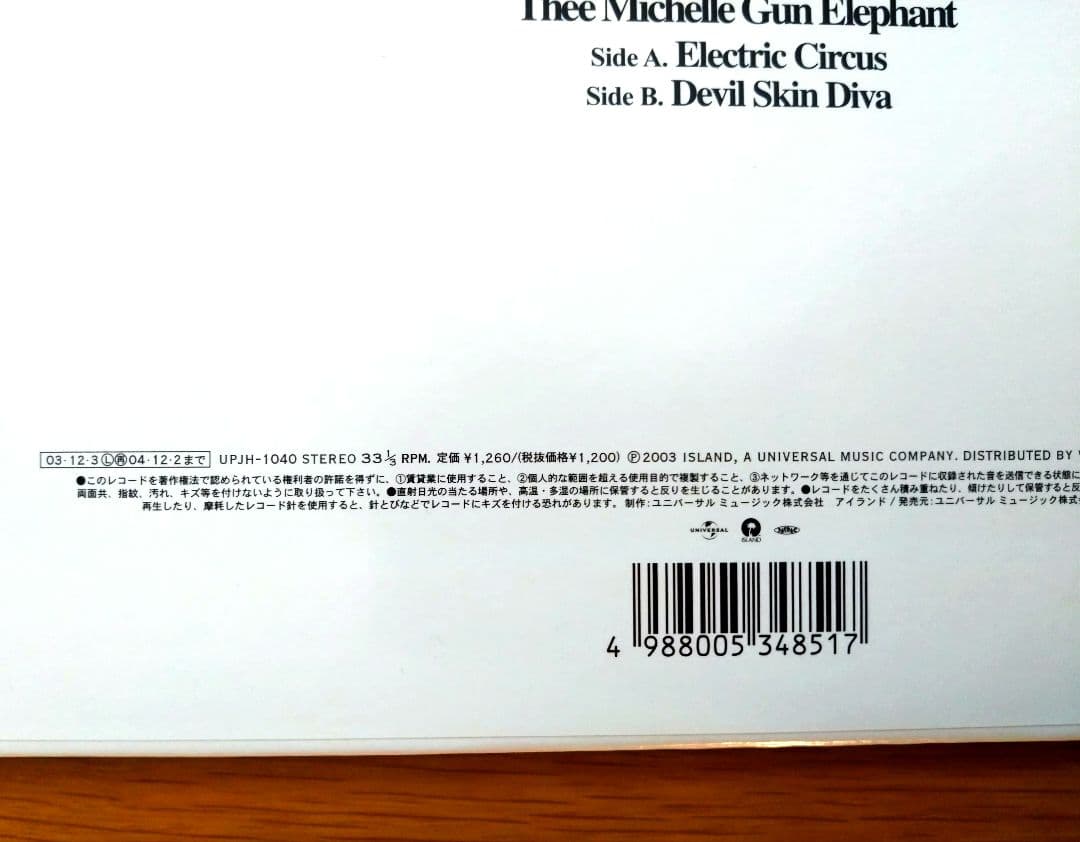 Thee Michelle Gun Elephant
Side A. Electric Circus
Side B. Devil Skin Diva
03・12・3Ⓛ㊢04・12・2まで UPJH-1040 STEREO 33 1/3 RPM. 定価 ¥1,260/(税抜価格¥1,200) Ⓟ2003 ISLAND, A UNIVERSAL MUSIC COMPANY. DISTRIBUTED BY
●このレコードを著作権法で認められている権利者の許諾を得ずに、①賃貸業に使用すること、②個人的な範囲を超える使用目的で複製すること、③ネットワーク等を通じてこのレコードに収録された音を送信できる状態に
両面共、指紋、汚れ、キズ等を付けないように取り扱って下さい。●直射日光の当たる場所や、高温・多湿の場所に保管すると反りを生じることがあります。●レコードをたくさん積み重ねたり、傾けたりして保管すると反
再生したり、摩耗したレコード針を使用すると、針とびなどでレコードにキズを付ける恐れがあります。制作：ユニバーサル ミュージック株式会社 アイランド / 発売元：ユニバーサル ミュージック株式
UNIVERSAL ISLAND
4 988005 348517